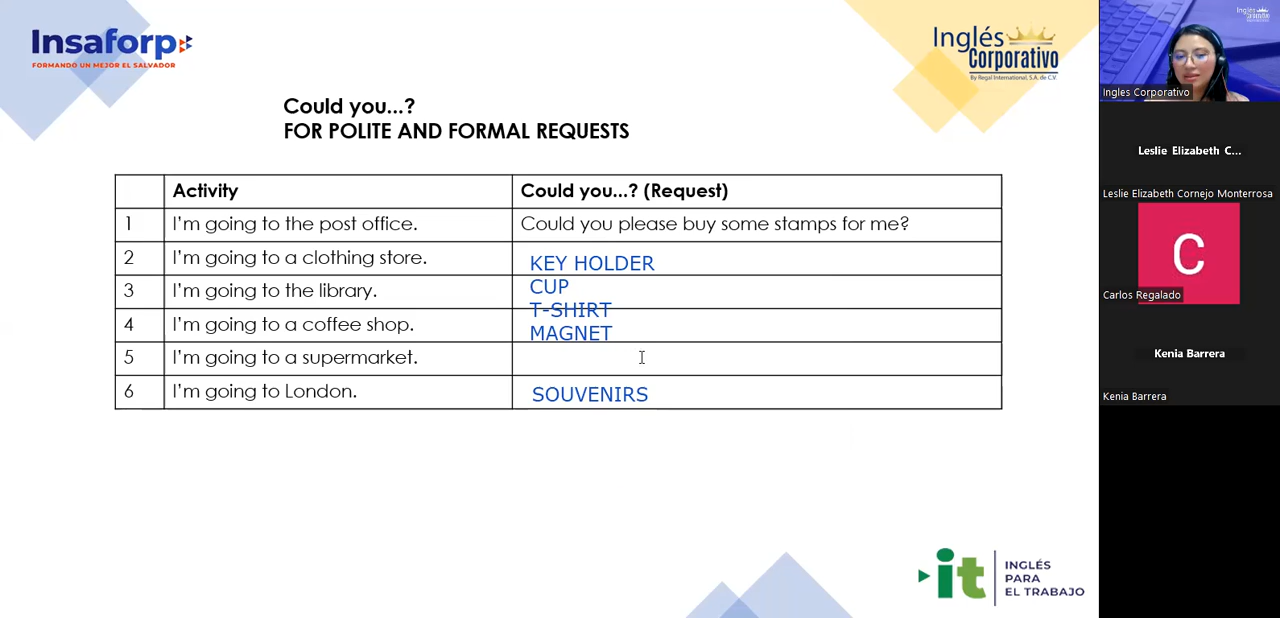 Insaforp
FORMANDO UN MEJOR EL SALVADOR
Inglés
Corporativo
By Regal International, S.A. de C.V.
Could you...?
FOR POLITE AND FORMAL REQUESTS
Activity Could you...? (Request)
1 I'm going to the post office. Could you please buy some stamps for me?
2 I'm going to a clothing store. KEY HOLDER
3 I'm going to the library. CUP
T-SHIRT
4 I'm going to a coffee shop. MAGNET
5 I'm going to a supermarket.
6 I'm going to London. SOUVENIRS
it
INGLÉS
PARA
EL TRABAJO
Ingles Corporativo
Leslie Elizabeth C...
Leslie Elizabeth Cornejo Monterrosa
C
Carlos Regalado
Kenia Barrera
Kenia Barrera